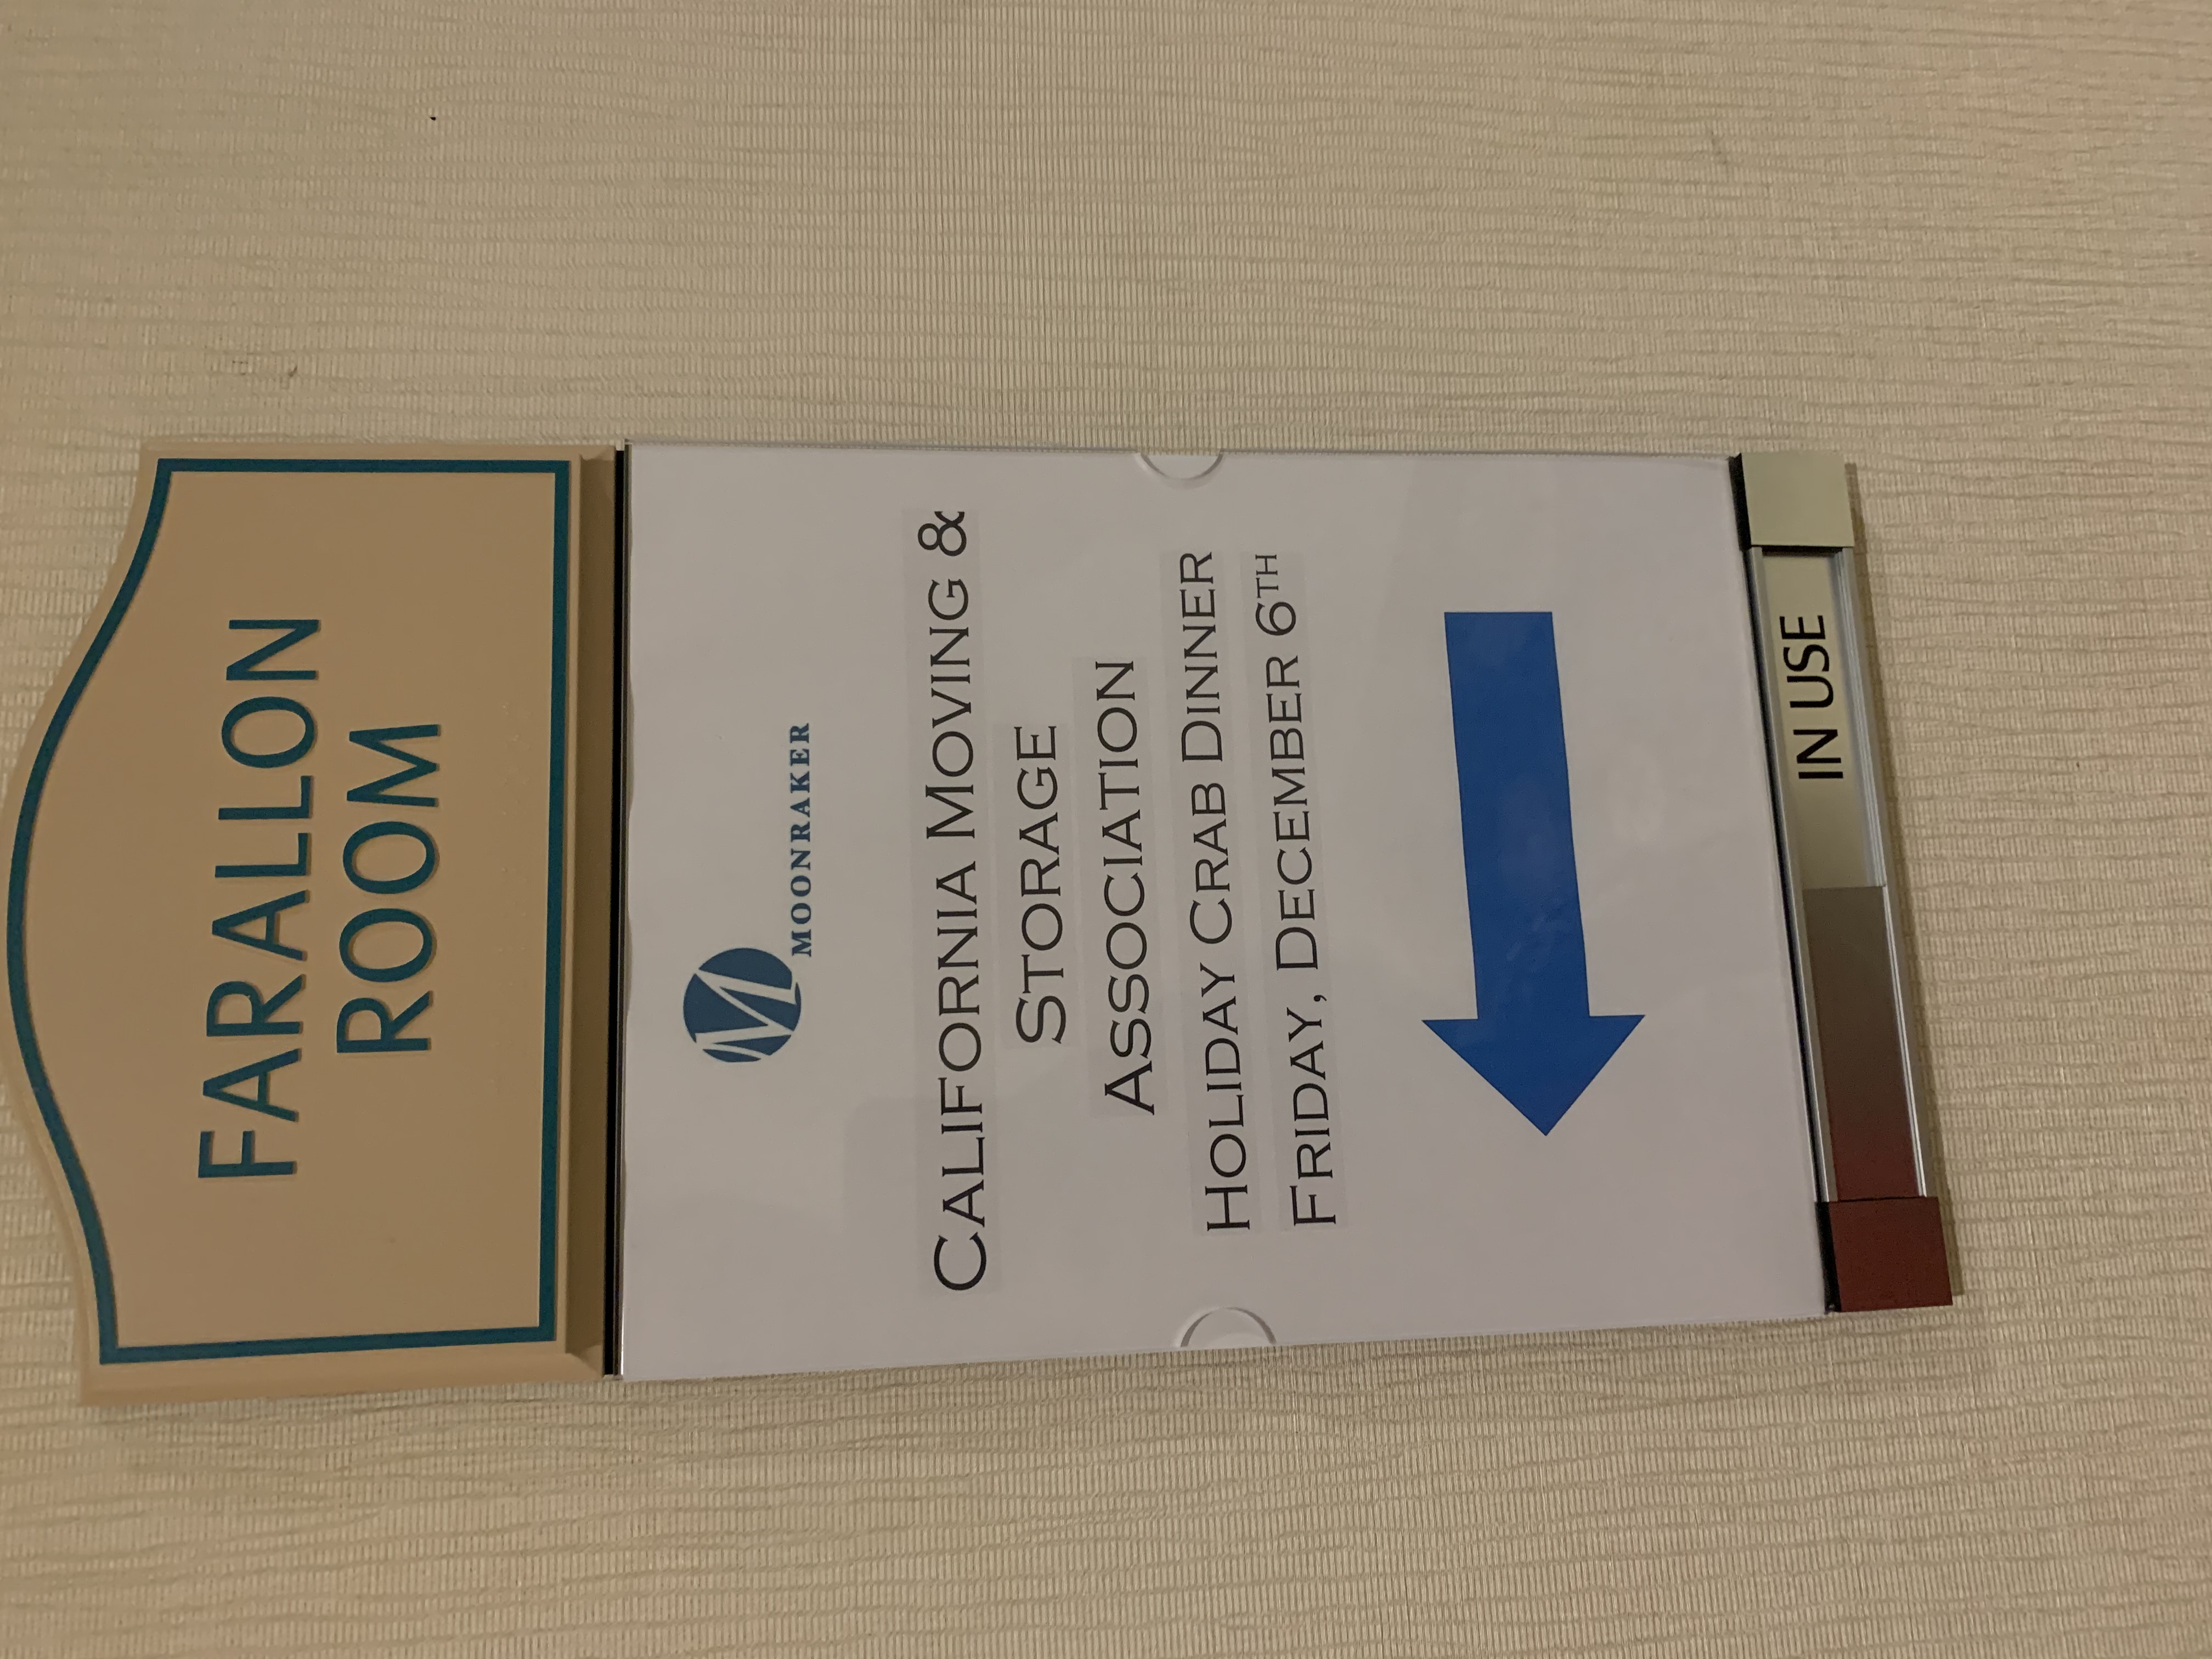 FARALLON
ROOM
MOONRAKER
CALIFORNIA MOVING &
STORAGE
ASSOCIATION
HOLIDAY CRAB DINNER
FRIDAY, DECEMBER 6TH
IN USE